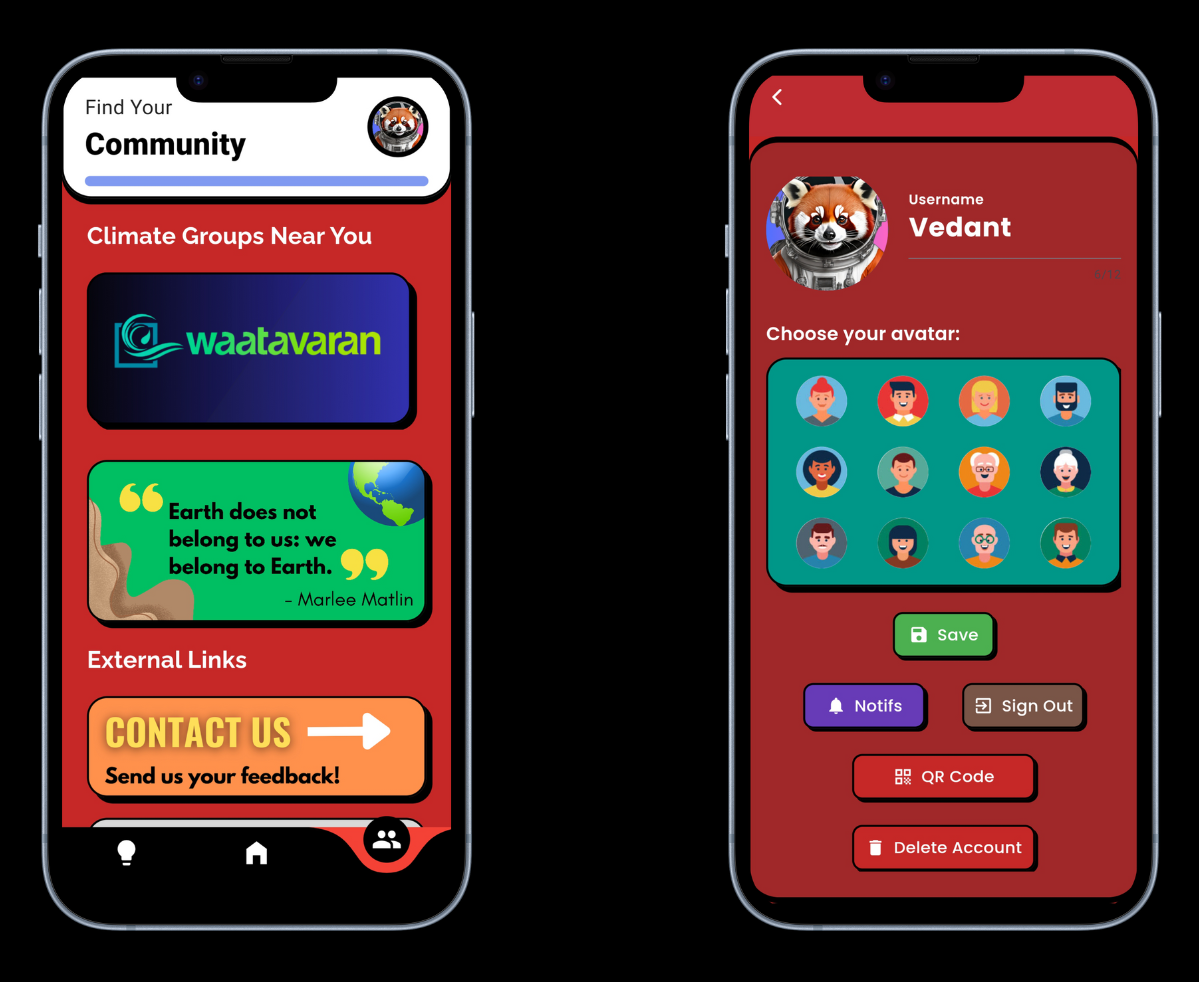 Find Your
Community
Climate Groups Near You
waatavaran
“ Earth does not
belong to us: we
belong to Earth. ”
- Marlee Matlin
External Links
CONTACT US
Send us your feedback!
Username
Vedant
Choose your avatar:
Save
Notifs
Sign Out
QR Code
Delete Account